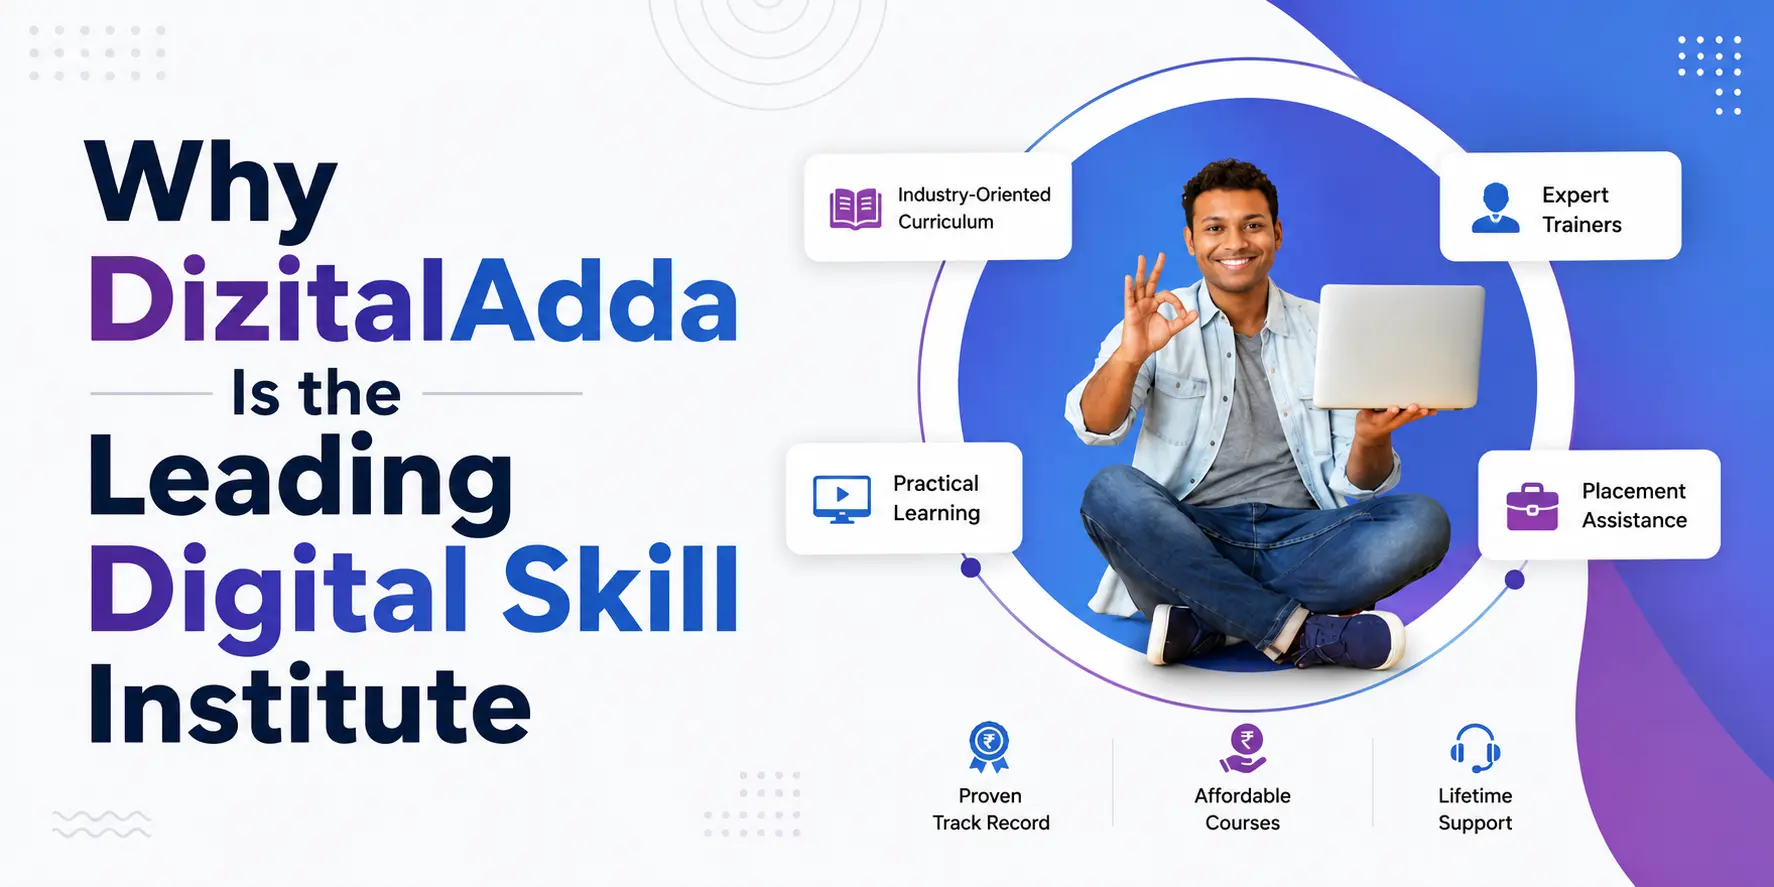 Why
DizitalAdda
Is the
Leading
Digital Skill
Institute
Industry-Oriented
Curriculum
Expert
Trainers
Practical
Learning
Placement
Assistance
₹
Proven
Track Record
₹
Affordable
Courses
Lifetime
Support